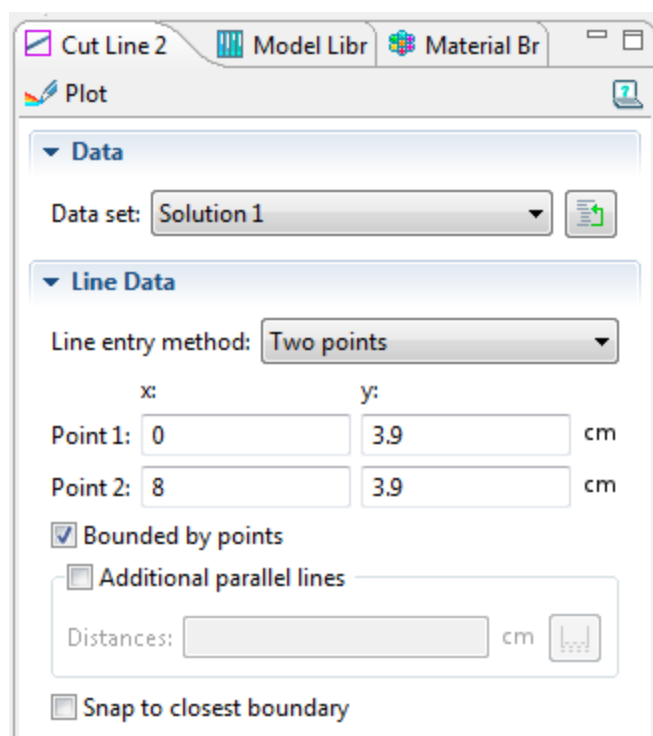 Cut Line 2 Model Libr Material Br
Plot
Data
Data set: Solution 1
Line Data
Line entry method: Two points
x: y:
Point 1: 0 3.9 cm
Point 2: 8 3.9 cm
Bounded by points
Additional parallel lines
Distances: cm
Snap to closest boundary